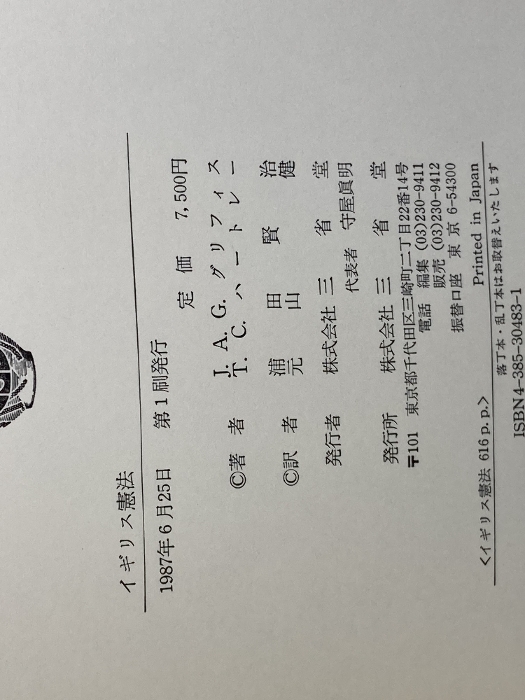 イギリス憲法
1987年6月25日 第1刷発行
定価 7,500円
©著者 J. A. G. グリフィス
T. C. ハートレー
©訳者 浦田賢治
元山健
発行者 株式会社 三省堂
代表者 守屋眞明
発行所 株式会社 三省堂
〒101 東京都千代田区三崎町二丁目22番14号
電話 編集 (03)230-9411
販売 (03)230-9412
振替口座 東京 6-54300
Printed in Japan
<イギリス憲法 616 p. p.>
落丁本・乱丁本はお取替えいたします
ISBN4-385-30483-1